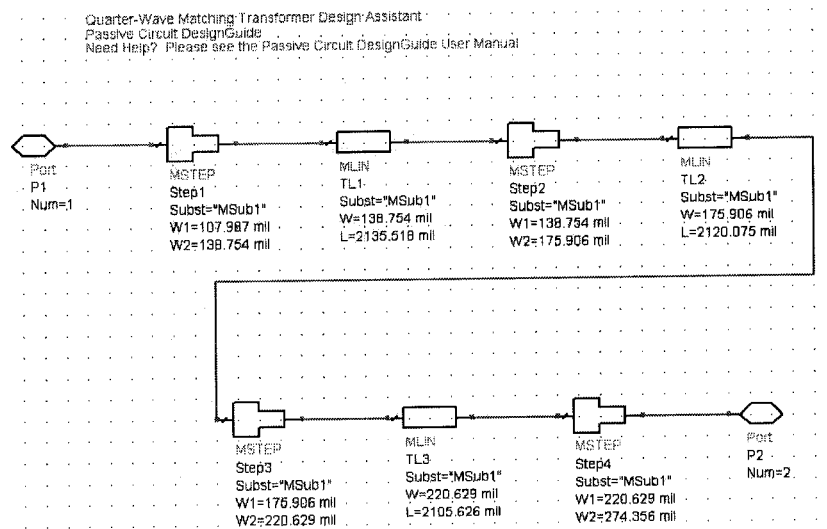 Quarter-Wave Matching Transformer Design Assistant
Passive Circuit DesignGuide
Need Help? Please see the Passive Circuit DesignGuide User Manual
Port
P1
Num=1
MSTEP
Step1
Subst="MSub1"
W1=107.987 mil
W2=138.754 mil
MLIN
TL1
Subst="MSub1"
W=138.754 mil
L=2135.518 mil
MSTEP
Step2
Subst="MSub1"
W1=138.754 mil
W2=175.906 mil
MLIN
TL2
Subst="MSub1"
W=175.906 mil
L=2120.075 mil
MSTEP
Step3
Subst="MSub1"
W1=175.906 mil
W2=220.629 mil
MLIN
TL3
Subst="MSub1"
W=220.629 mil
L=2105.626 mil
MSTEP
Step4
Subst="MSub1"
W1=220.629 mil
W2=274.356 mil
Port
P2
Num=2